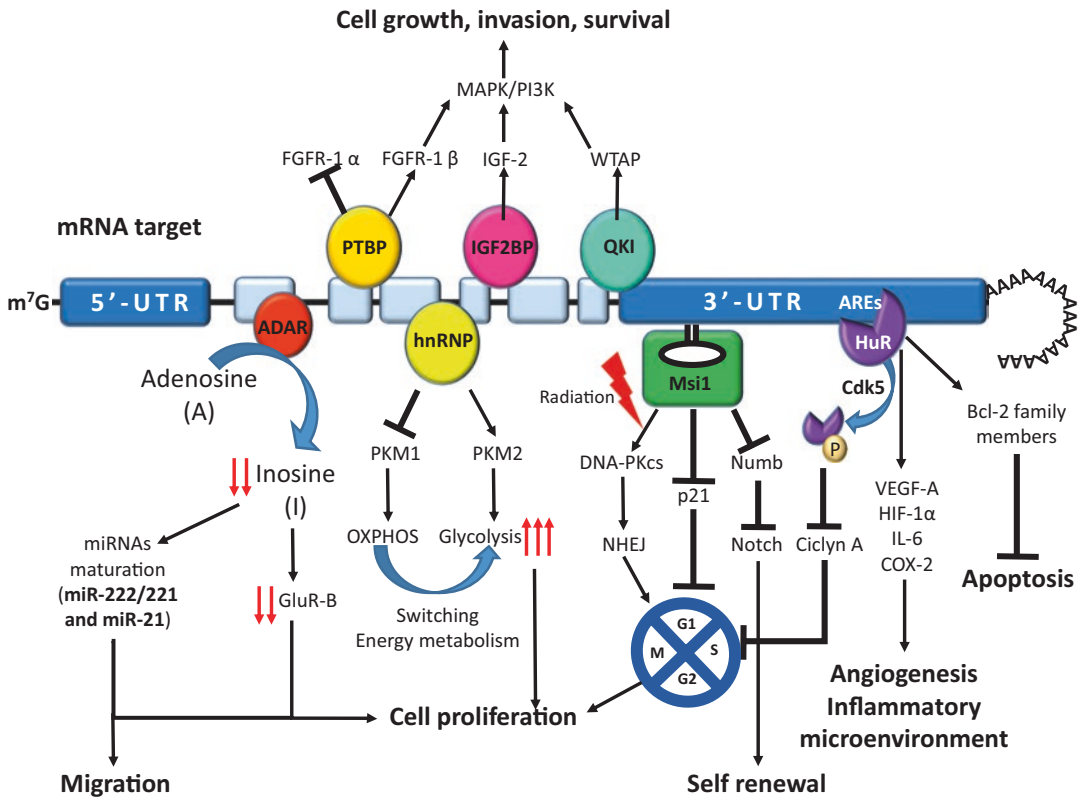 Cell growth, invasion, survival
MAPK/PI3K
FGFR-1 α
FGFR-1 β
IGF-2
WTAP
mRNA target
PTBP
IGF2BP
QKI
m⁷G
5’-UTR
3’-UTR
AREs
AAAAAAAAAAAAAAAAAAA
ADAR
hnRNP
HuR
Msi1
Adenosine
(A)
Radiation
Cdk5
Bcl-2 family
members
P
PKM1
PKM2
DNA-PKcs
Numb
Inosine
(I)
p21
VEGF-A
HIF-1α
IL-6
COX-2
miRNAs
maturation
(miR-222/221
and miR-21)
OXPHOS
Glycolysis
NHEJ
Notch
Ciclyn A
Apoptosis
GluR-B
Switching
Energy metabolism
G1
M
S
G2
Angiogenesis
Inflammatory
microenvironment
Cell proliferation
Migration
Self renewal